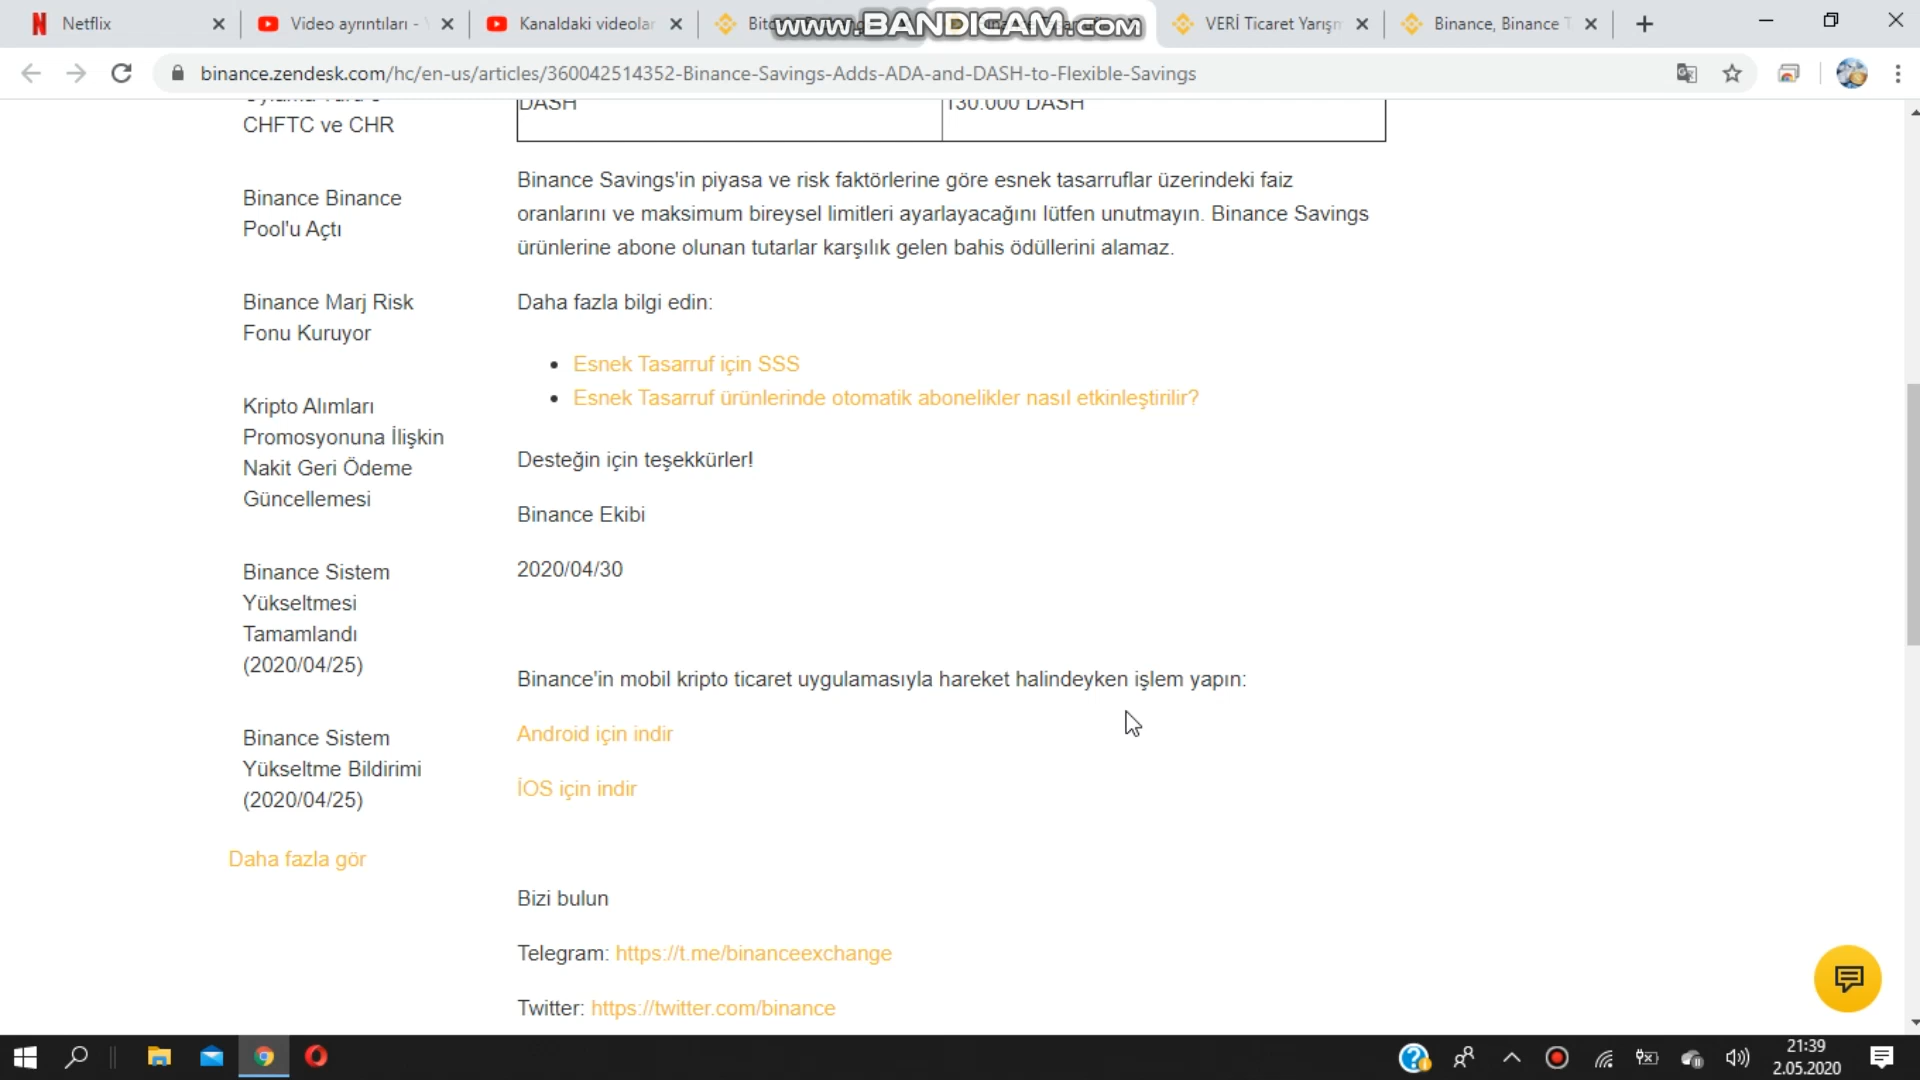 Netflix
Video ayrıntıları -
Kanaldaki videolar
www.BANDICAM.com
VERİ Ticaret Yarışm
Binance, Binance T
binance.zendesk.com/hc/en-us/articles/360042514352-Binance-Savings-Adds-ADA-and-DASH-to-Flexible-Savings
CHFTC ve CHR
Binance Binance
Pool'u Açtı
Binance Marj Risk
Fonu Kuruyor
Kripto Alımları
Promosyonuna İlişkin
Nakit Geri Ödeme
Güncellemesi
Binance Sistem
Yükseltmesi
Tamamlandı
(2020/04/25)
Binance Sistem
Yükseltme Bildirimi
(2020/04/25)
Daha fazla gör
DASH
130.000 DASH
Binance Savings'in piyasa ve risk faktörlerine göre esnek tasarruflar üzerindeki faiz
oranlarını ve maksimum bireysel limitleri ayarlayacağını lütfen unutmayın. Binance Savings
ürünlerine abone olunan tutarlar karşılık gelen bahis ödüllerini alamaz.
Daha fazla bilgi edin:
Esnek Tasarruf için SSS
Esnek Tasarruf ürünlerinde otomatik abonelikler nasıl etkinleştirilir?
Desteğin için teşekkürler!
Binance Ekibi
2020/04/30
Binance'in mobil kripto ticaret uygulamasıyla hareket halindeyken işlem yapın:
Android için indir
İOS için indir
Bizi bulun
Telegram: https://t.me/binanceexchange
Twitter: https://twitter.com/binance
21:39
2.05.2020